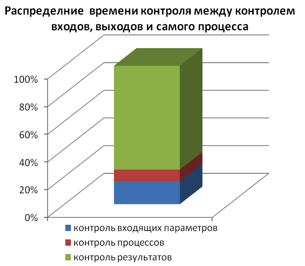 Распределние времени контроля между контролем
входов, выходов и самого процесса
100%
80%
60%
40%
20%
0%
контроль входящих параметров
контроль процессов
контроль результатов